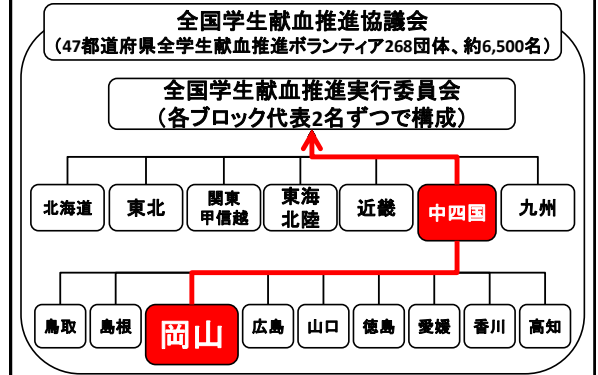 全国学生献血推進協議会
（47都道府県全学生献血推進ボランティア268団体、約6,500名）
全国学生献血推進実行委員会
（各ブロック代表2名ずつで構成）
北海道
東北
関東
甲信越
東海
北陸
近畿
中四国
九州
鳥取
島根
岡山
広島
山口
徳島
愛媛
香川
高知